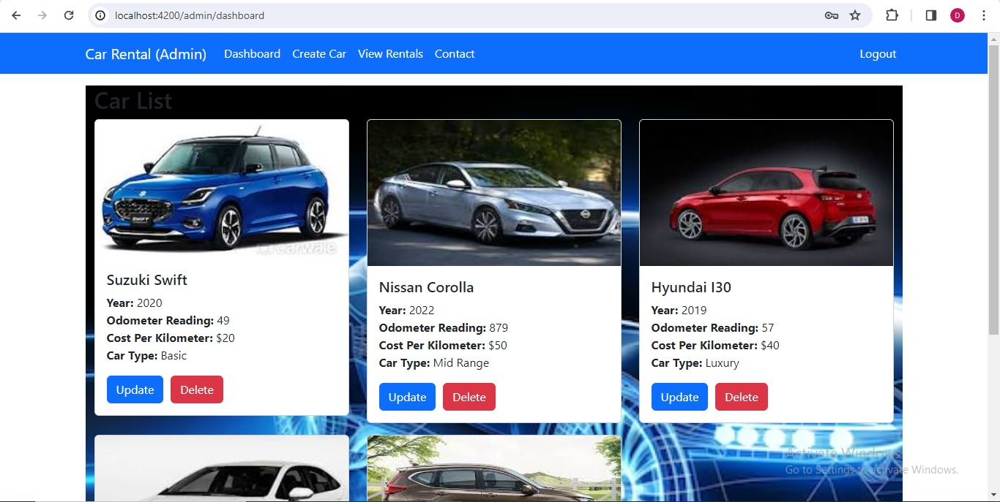 localhost:4200/admin/dashboard
D
Car Rental (Admin) Dashboard Create Car View Rentals Contact Logout
Car List
SWIFT
carwale
Suzuki Swift
Year: 2020
Odometer Reading: 49
Cost Per Kilometer: $20
Car Type: Basic
Update Delete
Nissan Corolla
Year: 2022
Odometer Reading: 879
Cost Per Kilometer: $50
Car Type: Mid Range
Update Delete
Hyundai I30
Year: 2019
Odometer Reading: 57
Cost Per Kilometer: $40
Car Type: Luxury
Update Delete
Activate Windows
Go to Settings to activate Windows.